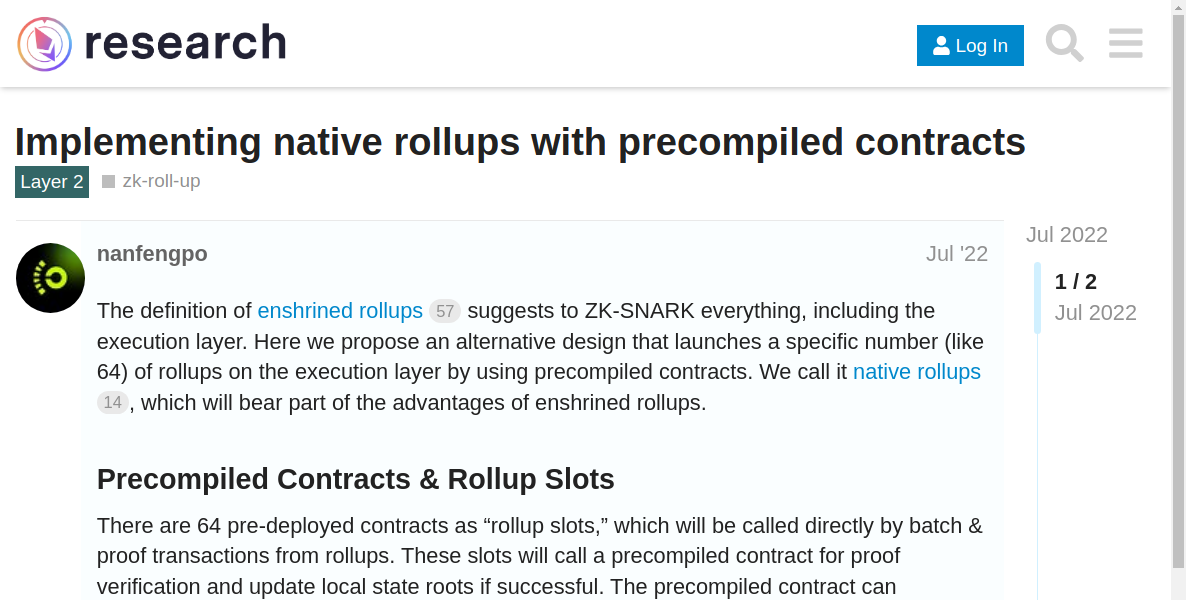 research
Log In
Implementing native rollups with precompiled contracts
Layer 2 zk-roll-up
nanfengpo Jul '22
The definition of enshrined rollups 57 suggests to ZK-SNARK everything, including the
execution layer. Here we propose an alternative design that launches a specific number (like
64) of rollups on the execution layer by using precompiled contracts. We call it native rollups
14, which will bear part of the advantages of enshrined rollups.
Precompiled Contracts & Rollup Slots
There are 64 pre-deployed contracts as “rollup slots,” which will be called directly by batch &
proof transactions from rollups. These slots will call a precompiled contract for proof
verification and update local state roots if successful. The precompiled contract can
Jul 2022
1 / 2
Jul 2022